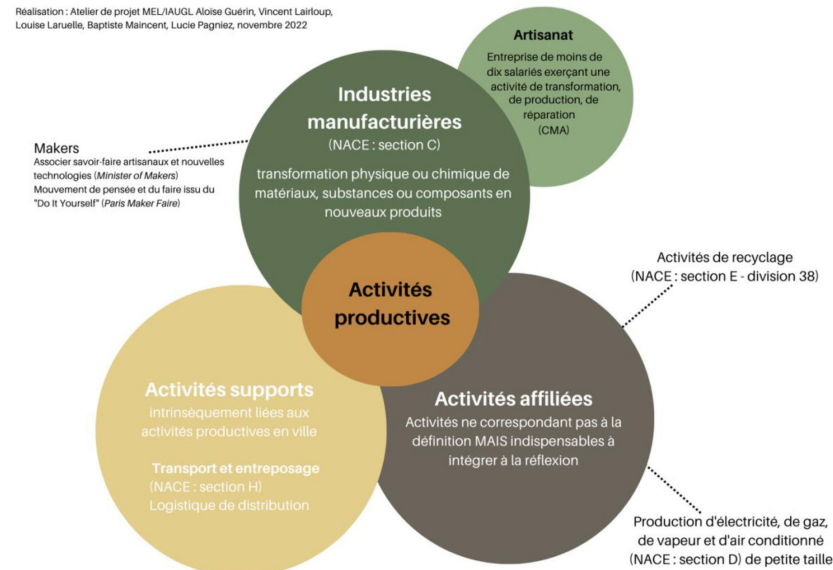 Réalisation : Atelier de projet MEL/IAUGL Aloïse Guérin, Vincent Lairloup,
Louise Laruelle, Baptiste Maincent, Lucie Pagniez, novembre 2022
Artisanat
Entreprise de moins de
dix salariés exerçant une
activité de transformation,
de production, de
réparation
(CMA)
Industries
manufacturières
(NACE : section C)
transformation physique ou chimique de
matériaux, substances ou composants en
nouveaux produits
Makers
Associer savoir-faire artisanaux et nouvelles
technologies (Minister of Makers)
Mouvement de pensée et du faire issu du
"Do It Yourself" (Paris Maker Faire)
Activités
productives
Activités de recyclage
(NACE : section E - division 38)
Activités supports
intrinsèquement liées aux
activités productives en ville
Transport et entreposage
(NACE : section H)
Logistique de distribution
Activités affiliées
Activités ne correspondant pas à la
définition MAIS indispensables à
intégrer à la réflexion
Production d'électricité, de gaz,
de vapeur et d'air conditionné
(NACE : section D) de petite taille